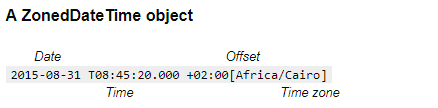 A ZonedDateTime object
Date Offset
2015-08-31 T08:45:20.000 +02:00[Africa/Cairo]
Time Time zone